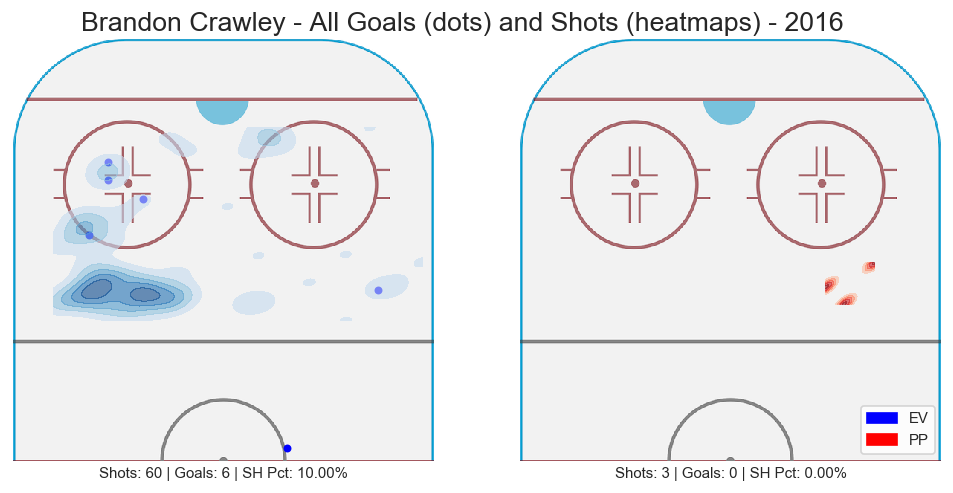 Brandon Crawley - All Goals (dots) and Shots (heatmaps) - 2016
EV
PP
Shots: 60 | Goals: 6 | SH Pct: 10.00%
Shots: 3 | Goals: 0 | SH Pct: 0.00%